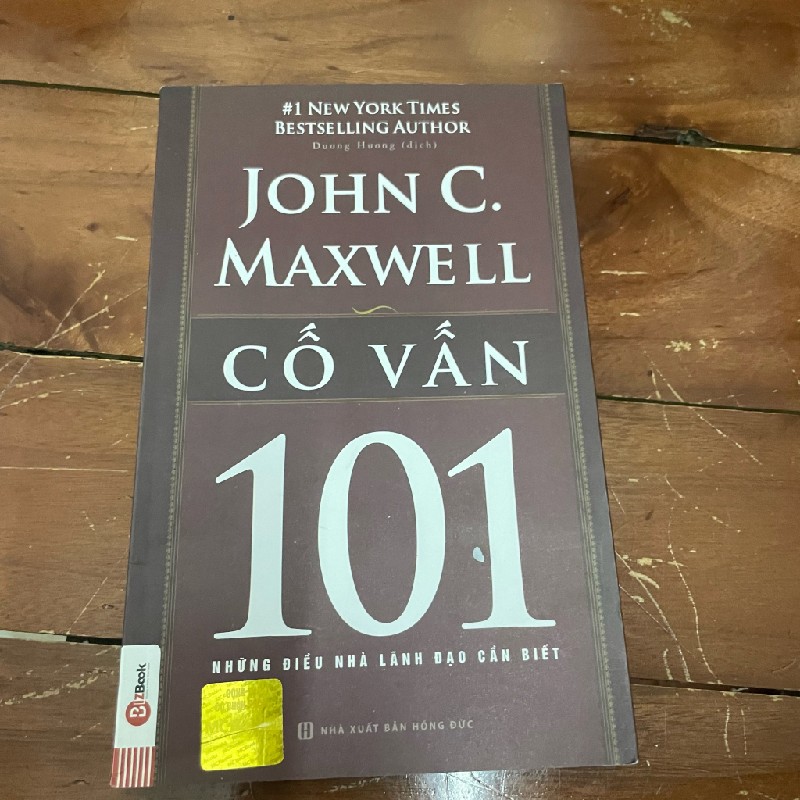 #1 NEW YORK TIMES
BESTSELLING AUTHOR
Dương Hương (dịch)
JOHN C.
MAXWELL
CỐ VẤN
101
NHỮNG ĐIỀU NHÀ LÃNH ĐẠO CẦN BIẾT
BizBook
NHÀ XUẤT BẢN HỒNG ĐỨC